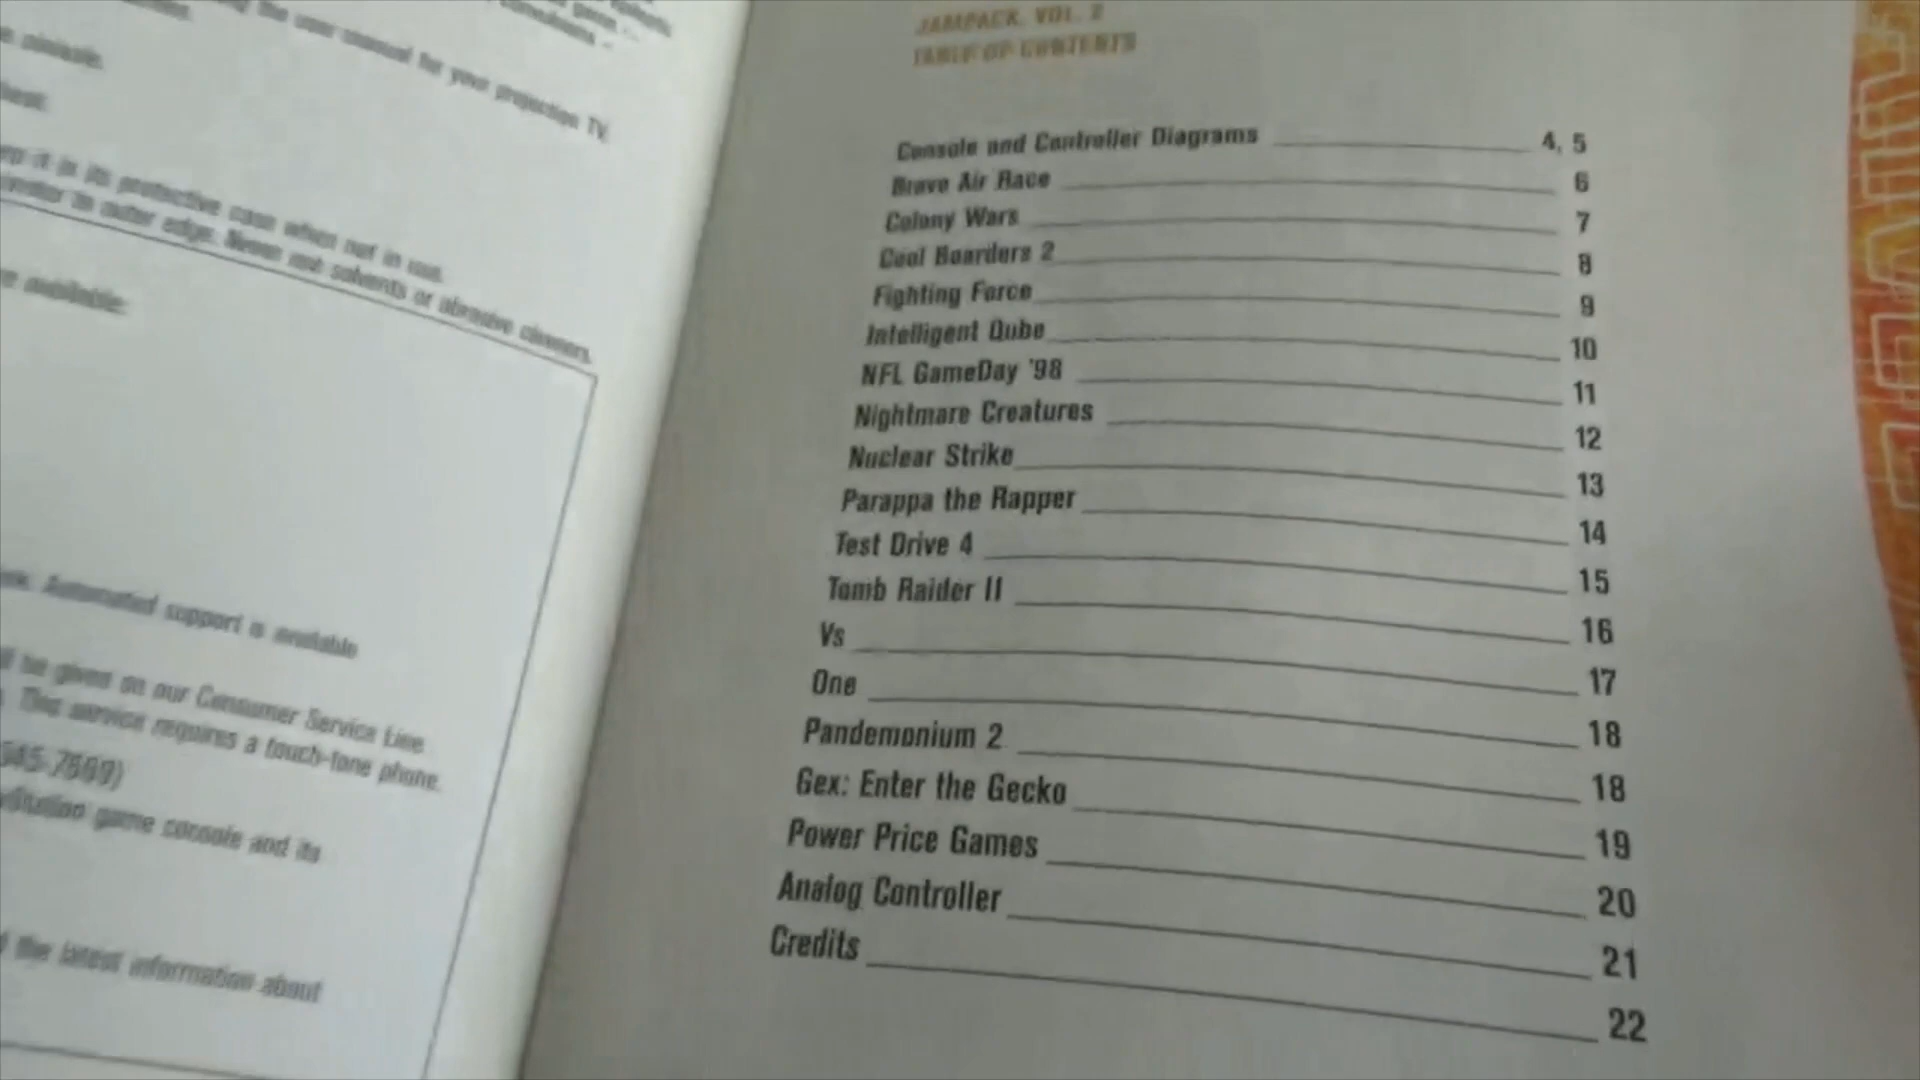 the user manual for your projection TV.
it in its protective case when not in use.
to outer edge. Never use solvents or abrasive cleaners.
are available:
Automated support is available
be given on our Consumer Service Line
This service requires a touch-tone phone.
545-7669)
game console and its
the latest information about
JAMPACK. VOL. 2
TABLE OF CONTENTS
Console and Controller Diagrams 4, 5
Bravo Air Race 6
Colony Wars 7
Cool Boarders 2 8
Fighting Force 9
Intelligent Qube 10
NFL GameDay '98 11
Nightmare Creatures 12
Nuclear Strike 13
Parappa the Rapper 14
Test Drive 4 15
Tomb Raider II 16
Vs 17
One 18
Pandemonium 2 18
Gex: Enter the Gecko 19
Power Price Games 20
Analog Controller 21
Credits 22